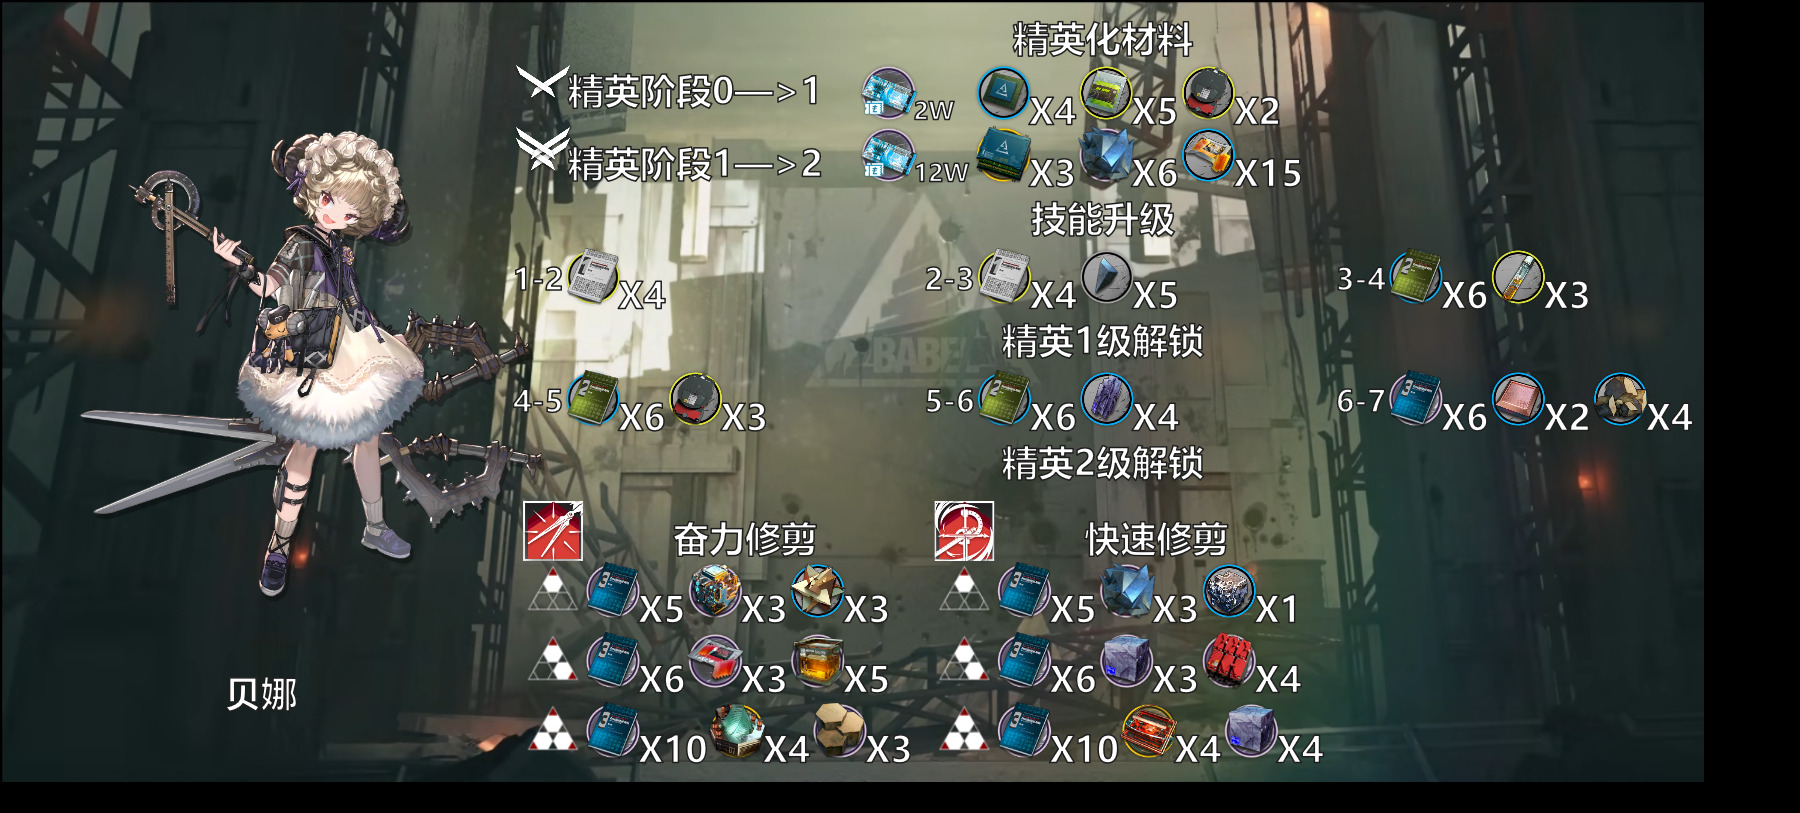 精英化材料
精英阶段0—>1 2W X4 X5 X2
精英阶段1—>2 12W X3 X6 X15
技能升级
1-2 X4 2-3 X4 X5 3-4 X6 X3
精英1级解锁
BABEL
4-5 X6 X3 5-6 X6 X4 6-7 X6 X2 X4
精英2级解锁
奋力修剪 快速修剪
X5 X3 X3 X5 X3 X1
X6 X3 X5 X6 X3 X4
贝娜
X10 X4 X3 X10 X4 X4